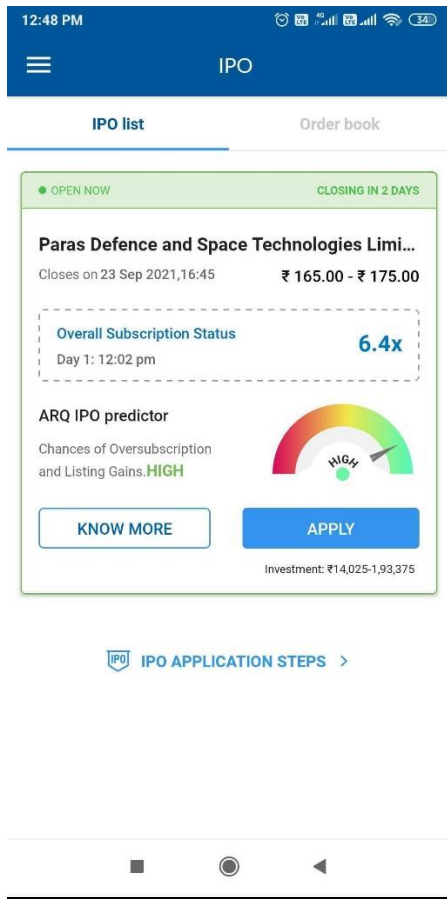 12:48 PM
4G
34
IPO
IPO list
Order book
OPEN NOW
CLOSING IN 2 DAYS
Paras Defence and Space Technologies Limi...
Closes on 23 Sep 2021,16:45
₹ 165.00 - ₹ 175.00
Overall Subscription Status
6.4x
Day 1: 12:02 pm
ARQ IPO predictor
Chances of Oversubscription
and Listing Gains.HIGH
HIGH
KNOW MORE
APPLY
Investment: ₹14,025-1,93,375
IPO
IPO APPLICATION STEPS >